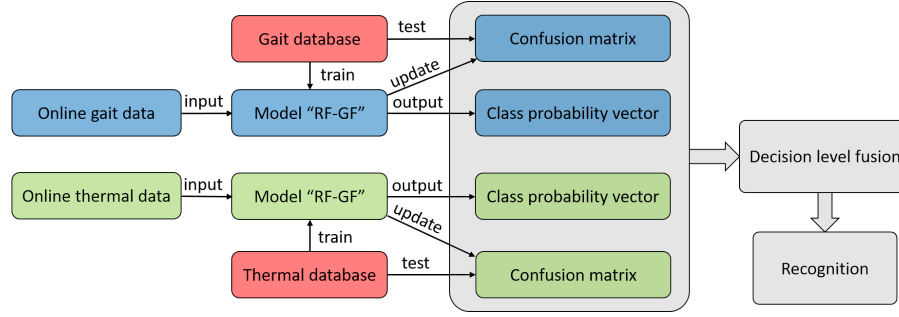 Gait database
test
Confusion matrix
train
update
Online gait data
input
Model “RF-GF”
output
Class probability vector
Decision level fusion
Online thermal data
input
Model “RF-GF”
output
Class probability vector
update
train
Thermal database
test
Confusion matrix
Recognition